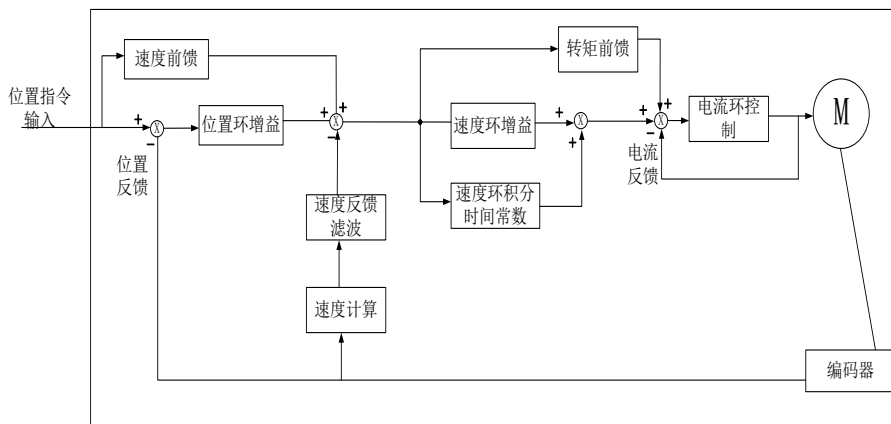 速度前馈
转矩前馈
位置指令
输入
+
-
位置
反馈
X
位置环增益
+
+
-
X
速度环增益
+
+
X
+
+
+
-
X
电流
反馈
电流环控
制
M
速度环积分
时间常数
速度反馈
滤波
速度计算
编码器